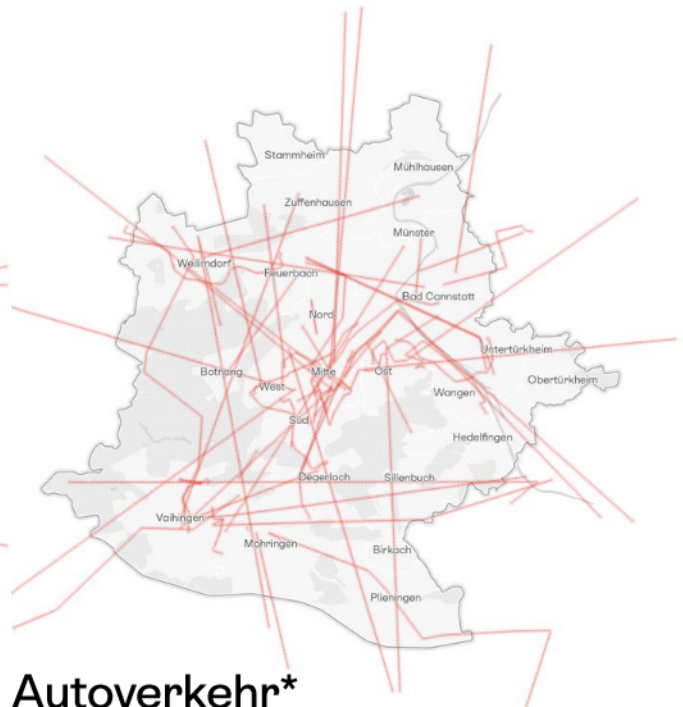 Stammheim
Mühlhausen
Zuffenhausen
Münster
Weilimdorf
Feuerbach
Bad Cannstatt
Nord
Untertürkheim
Botnang
Mitte
Ost
Obertürkheim
West
Wangen
Süd
Hedelfingen
Degerloch
Sillenbuch
Vaihingen
Möhringen
Birkach
Plieningen
Autoverkehr*